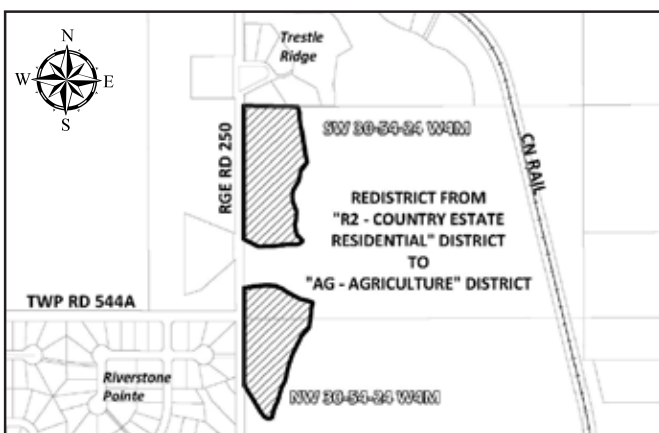 N
W E
S
Trestle
Ridge
SW 30-54-24 W4M
RGE RD 250
CN RAIL
REDISTRICT FROM
"R2 - COUNTRY ESTATE
RESIDENTIAL" DISTRICT
TO
"AG - AGRICULTURE" DISTRICT
TWP RD 544A
Riverstone
Pointe
NW 30-54-24 W4M